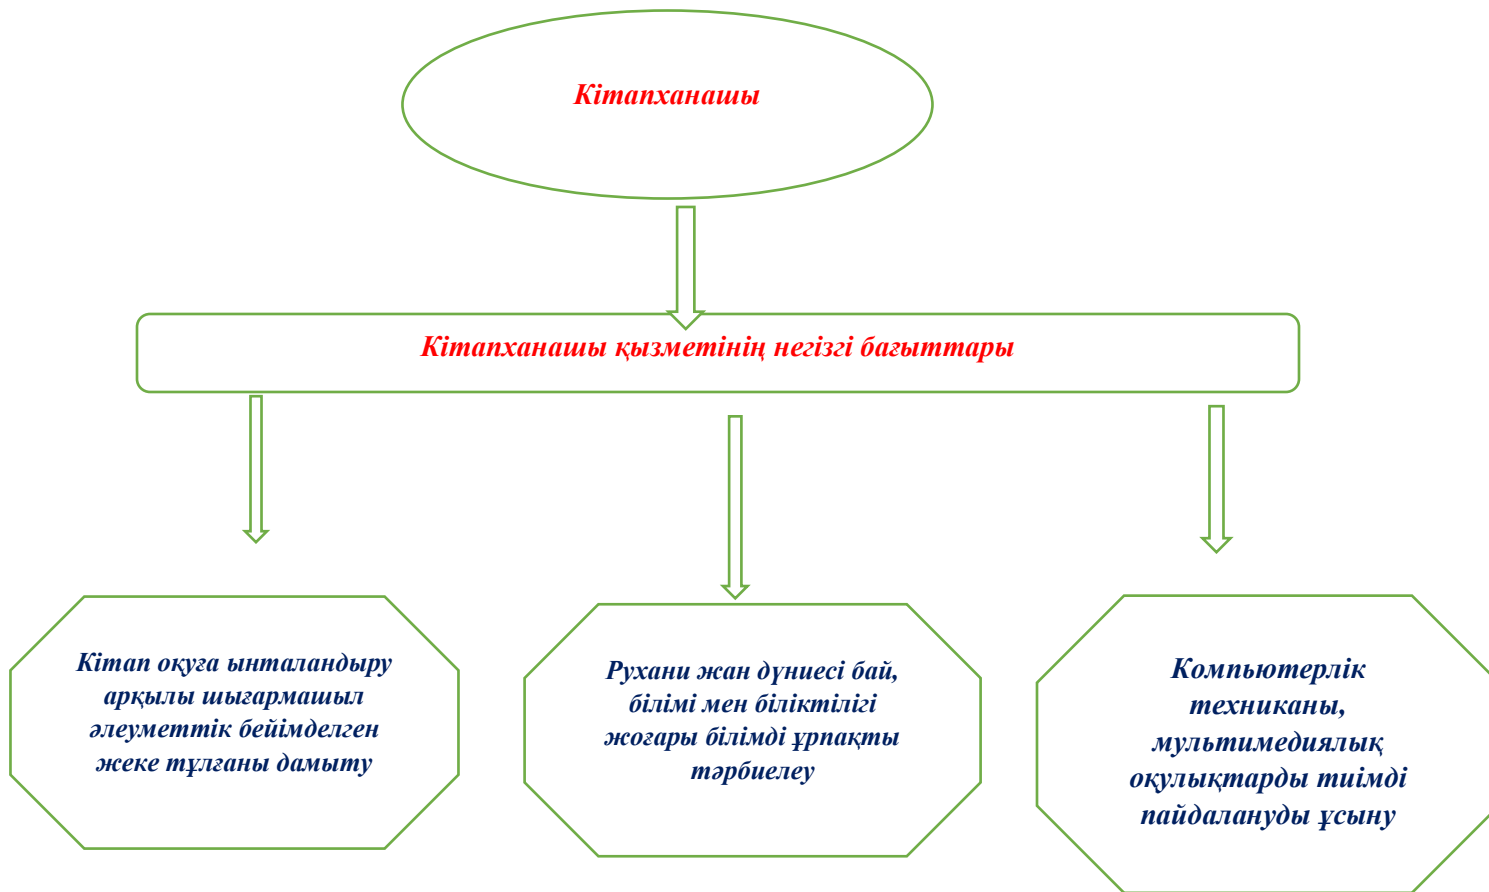 Кітапханашы
Кітапханашы қызметінің негізгі бағыттары
Кітап оқуға ынталандыру
арқылы шығармашыл
әлеуметтік бейімделген
жеке тұлғаны дамыту
Рухани жан дүниесі бай,
білімі мен біліктілігі
жоғары білімді ұрпақты
тәрбиелеу
Компьютерлік
техниканы,
мультимедиялық
оқулықтарды тиімді
пайдалануды ұсыну